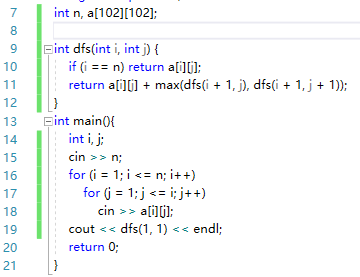 7 int n, a[102][102];
8
9 int dfs(int i, int j) {
10 if (i == n) return a[i][j];
11 return a[i][j] + max(dfs(i + 1, j), dfs(i + 1, j + 1));
12 }
13 int main(){
14 int i, j;
15 cin >> n;
16 for (i = 1; i <= n; i++)
17 for (j = 1; j <= i; j++)
18 cin >> a[i][j];
19 cout << dfs(1, 1) << endl;
20 return 0;
21 }